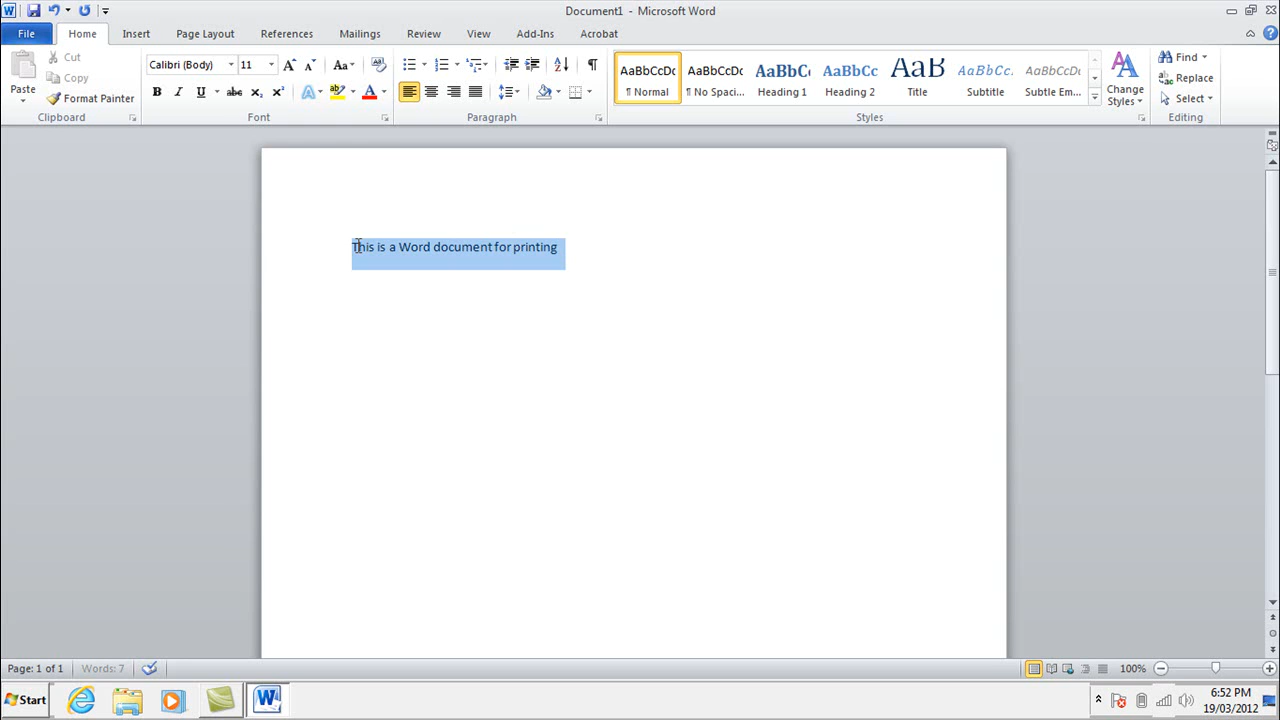 Document1 - Microsoft Word
File Home Insert Page Layout References Mailings Review View Add-Ins Acrobat
Paste
Cut
Copy
Format Painter
Clipboard
Calibri (Body) 11
Font
Paragraph
AaBbCcDc AaBbCcDc AaBbC AaBbCc AaB AaBbCc. AaBbCcDc
¶ Normal ¶ No Spaci... Heading 1 Heading 2 Title Subtitle Subtle Em...
Change
Styles
Styles
Find
Replace
Select
Editing
This is a Word document for printing
Page: 1 of 1 Words: 7 100%
Start
6:52 PM
19/03/2012